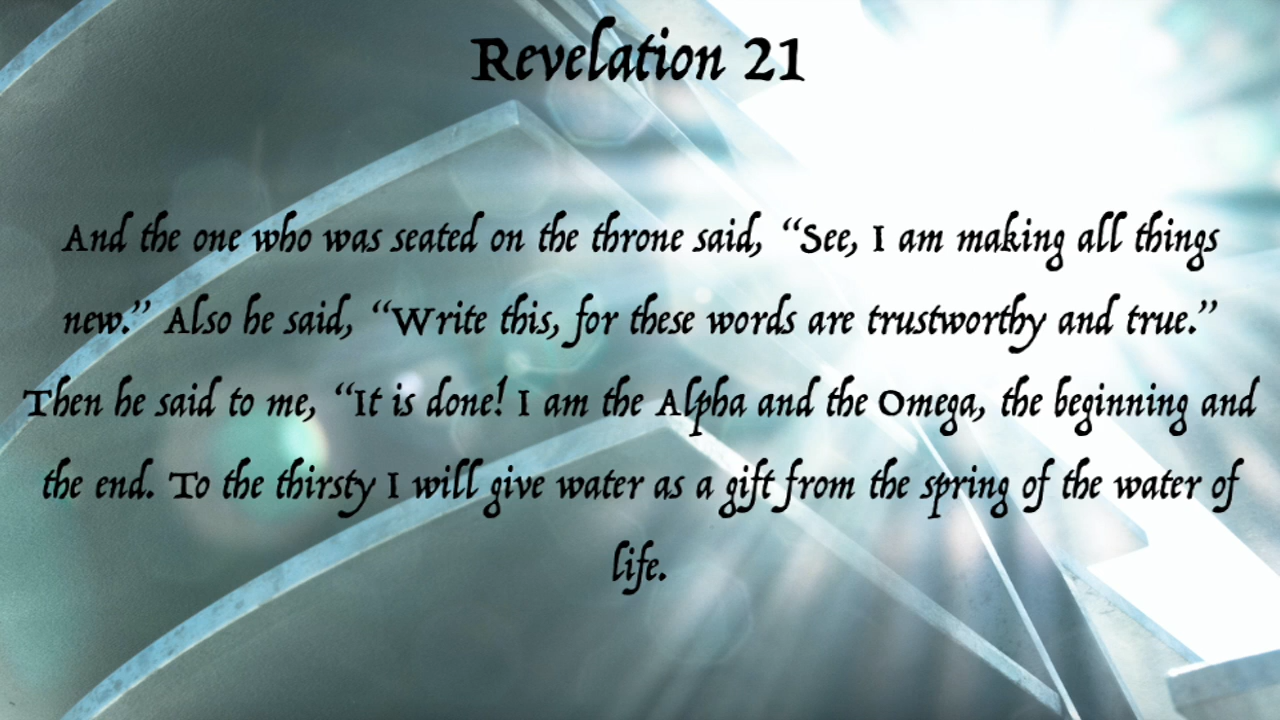 Revelation 21
And the one who was seated on the throne said, “See, I am making all things
new.” Also he said, “Write this, for these words are trustworthy and true.”
Then he said to me, “It is done! I am the Alpha and the Omega, the beginning and
the end. To the thirsty I will give water as a gift from the spring of the water of
life.